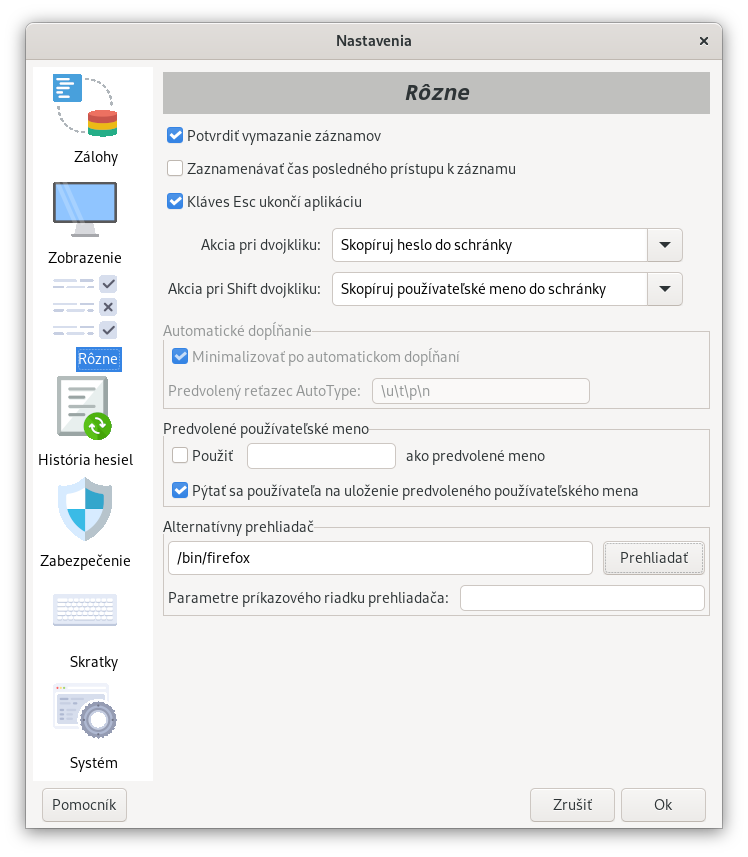 Nastavenia
Zálohy
Zobrazenie
Rôzne
História hesiel
Zabezpečenie
Skratky
Systém
Rôzne
Potvrdiť vymazanie záznamov
Zaznamenávať čas posledného prístupu k záznamu
Kláves Esc ukončí aplikáciu
Akcia pri dvojkliku: Skopíruj heslo do schránky
Akcia pri Shift dvojkliku: Skopíruj používateľské meno do schránky
Automatické dopĺňanie
Minimalizovať po automatickom dopĺňaní
Predvolený reťazec AutoType: \u\t\p\n
Predvolené používateľské meno
Použiť ako predvolené meno
Pýtať sa používateľa na uloženie predvoleného používateľského mena
Alternatívny prehliadač
/bin/firefox Prehliadať
Parametre príkazového riadku prehliadača:
Pomocník Zrušiť Ok